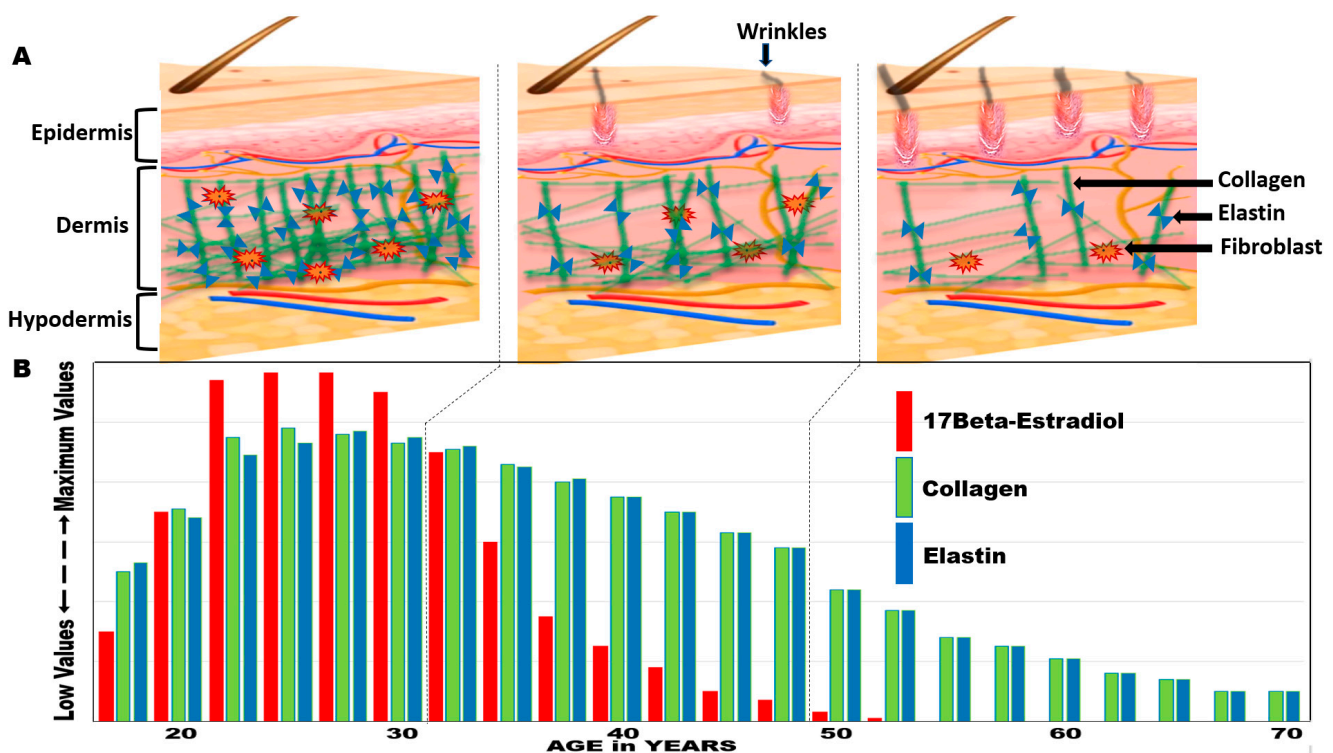 A
Wrinkles
Epidermis
Dermis
Hypodermis
Collagen
Elastin
Fibroblast
B
Low Values ← — — → Maximum Values
17Beta-Estradiol
Collagen
Elastin
20 30 40 50 60 70
AGE in YEARS